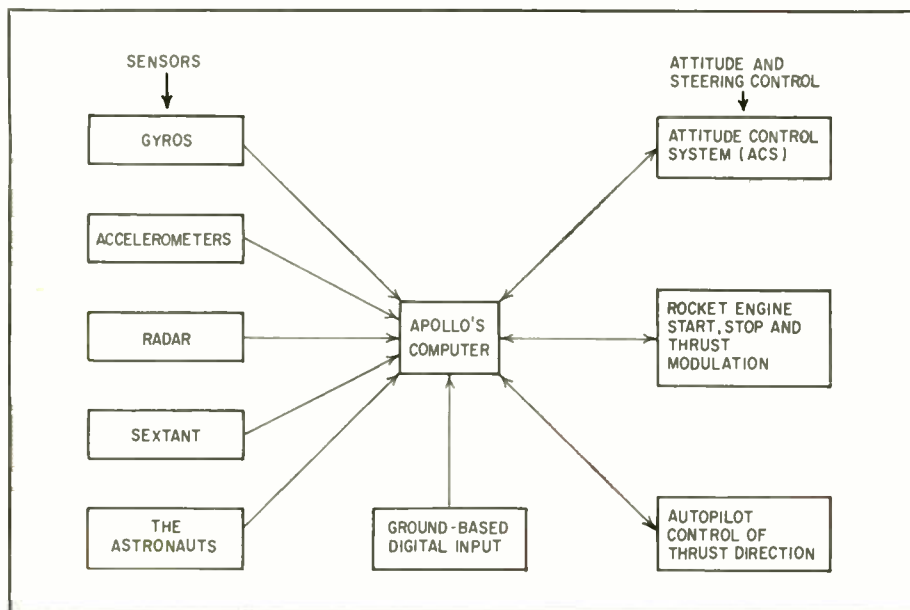 SENSORS
GYROS
ACCELEROMETERS
RADAR
SEXTANT
THE
ASTRONAUTS
APOLLO'S
COMPUTER
GROUND-BASED
DIGITAL INPUT
ATTITUDE AND
STEERING CONTROL
ATTITUDE CONTROL
SYSTEM (ACS)
ROCKET ENGINE
START, STOP AND
THRUST
MODULATION
AUTOPILOT
CONTROL OF
THRUST DIRECTION